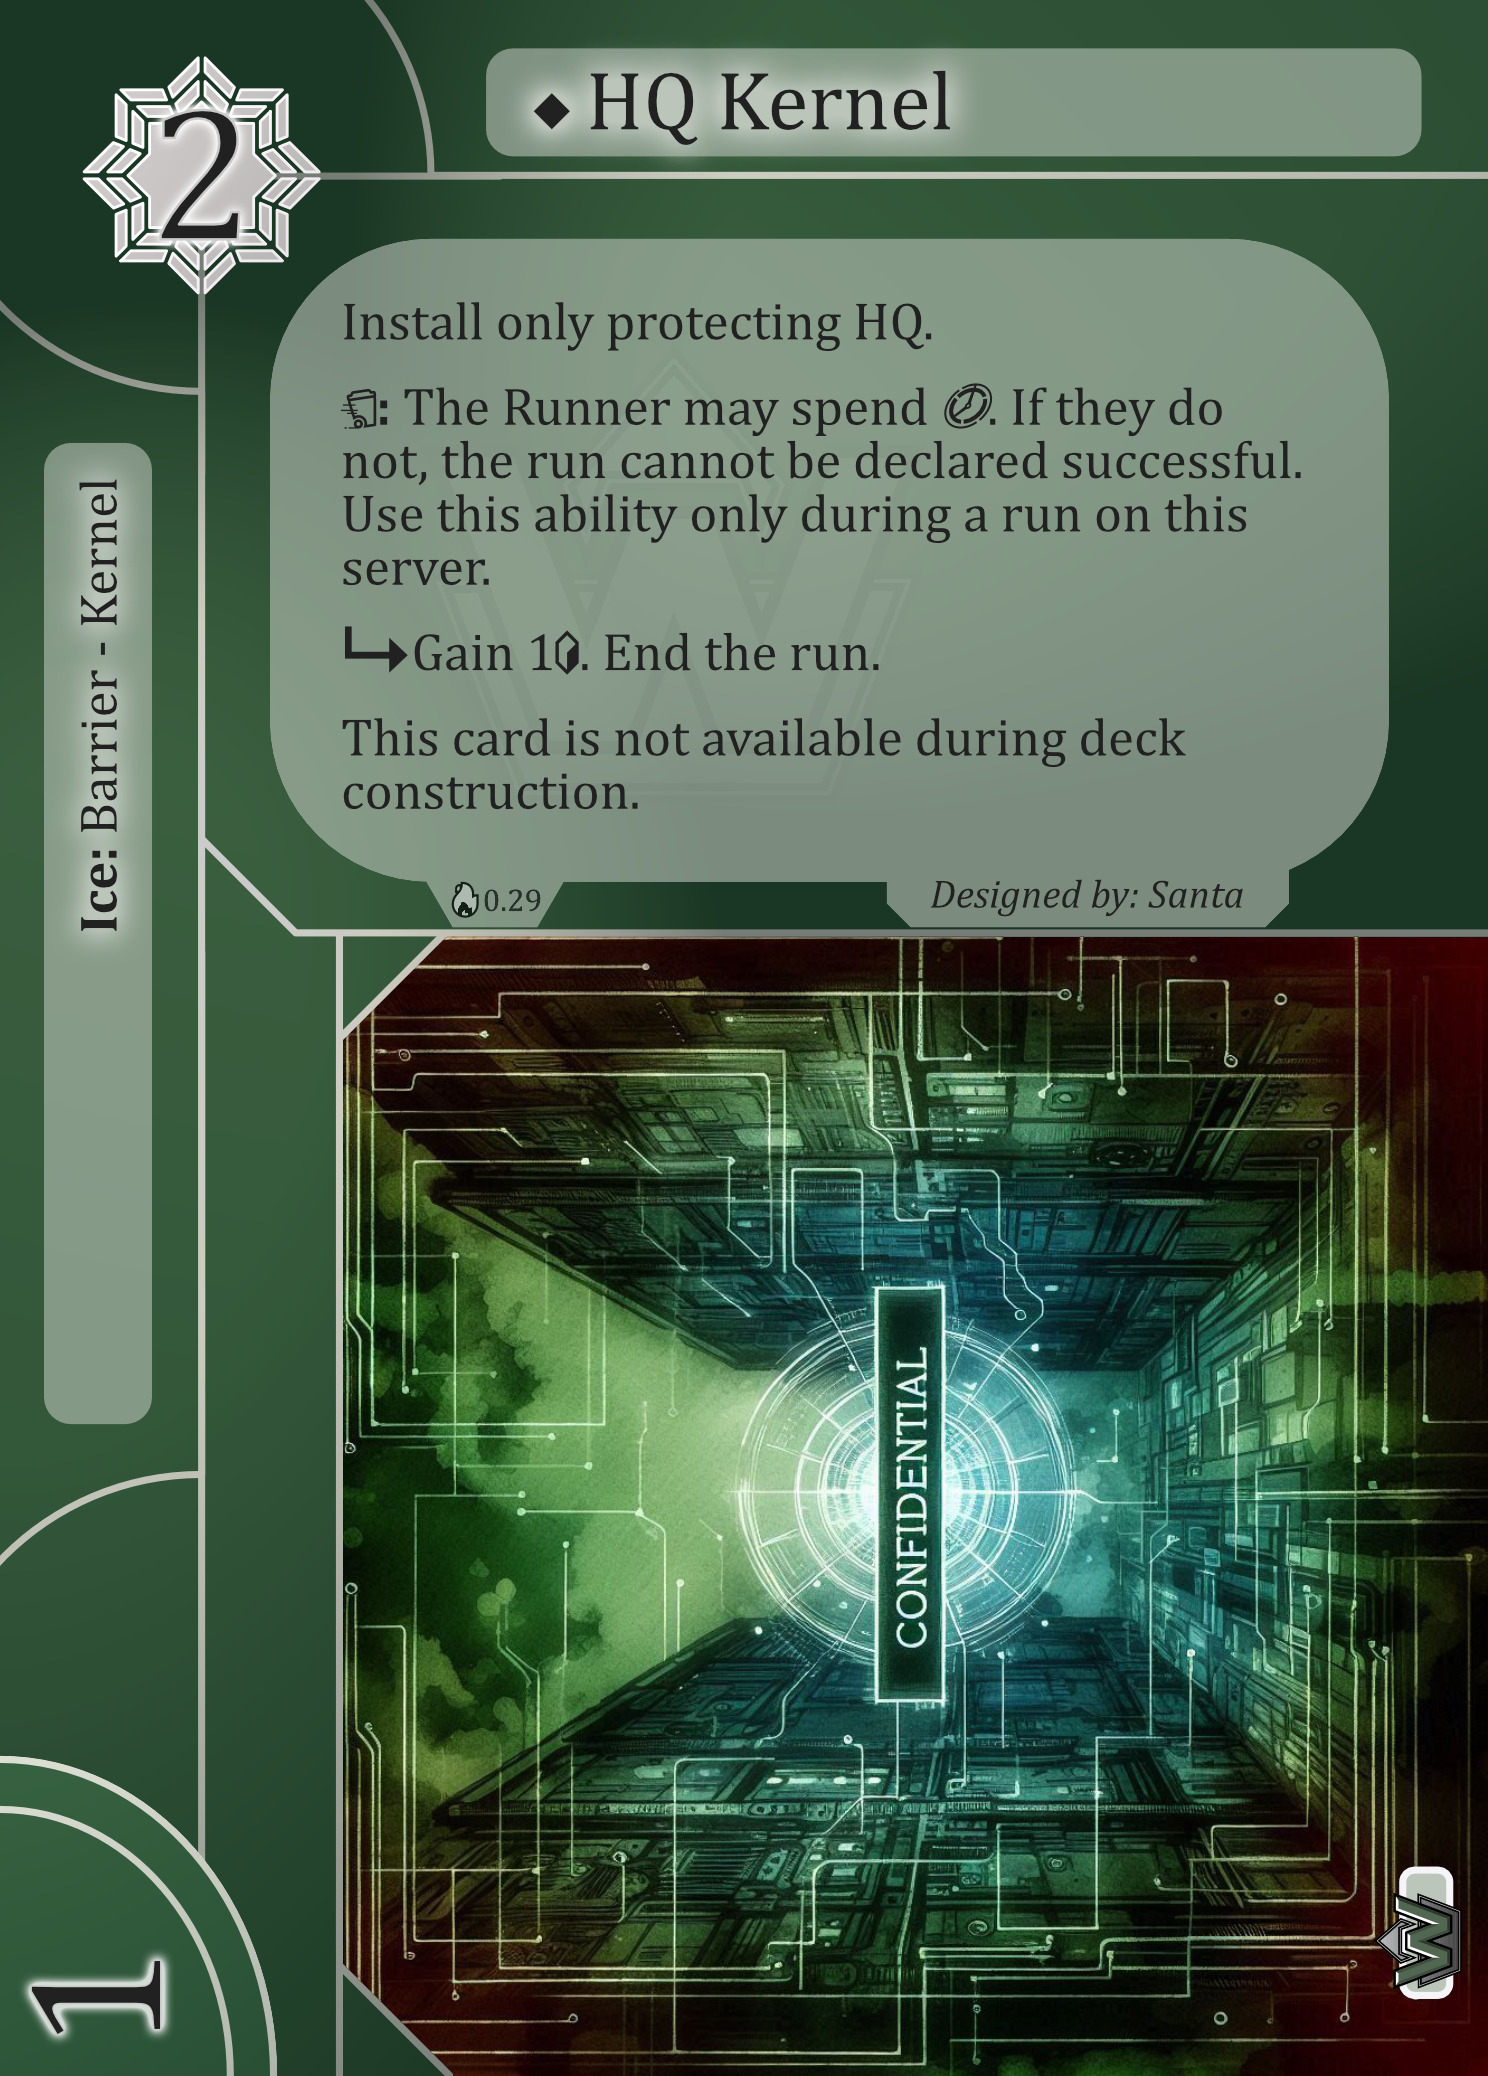 2
◆ HQ Kernel
Install only protecting HQ.
: The Runner may spend . If they do
not, the run cannot be declared successful.
Use this ability only during a run on this
server.
Gain 1. End the run.
This card is not available during deck
construction.
0.29
Designed by: Santa
Ice: Barrier - Kernel
CONFIDENTIAL
1
W